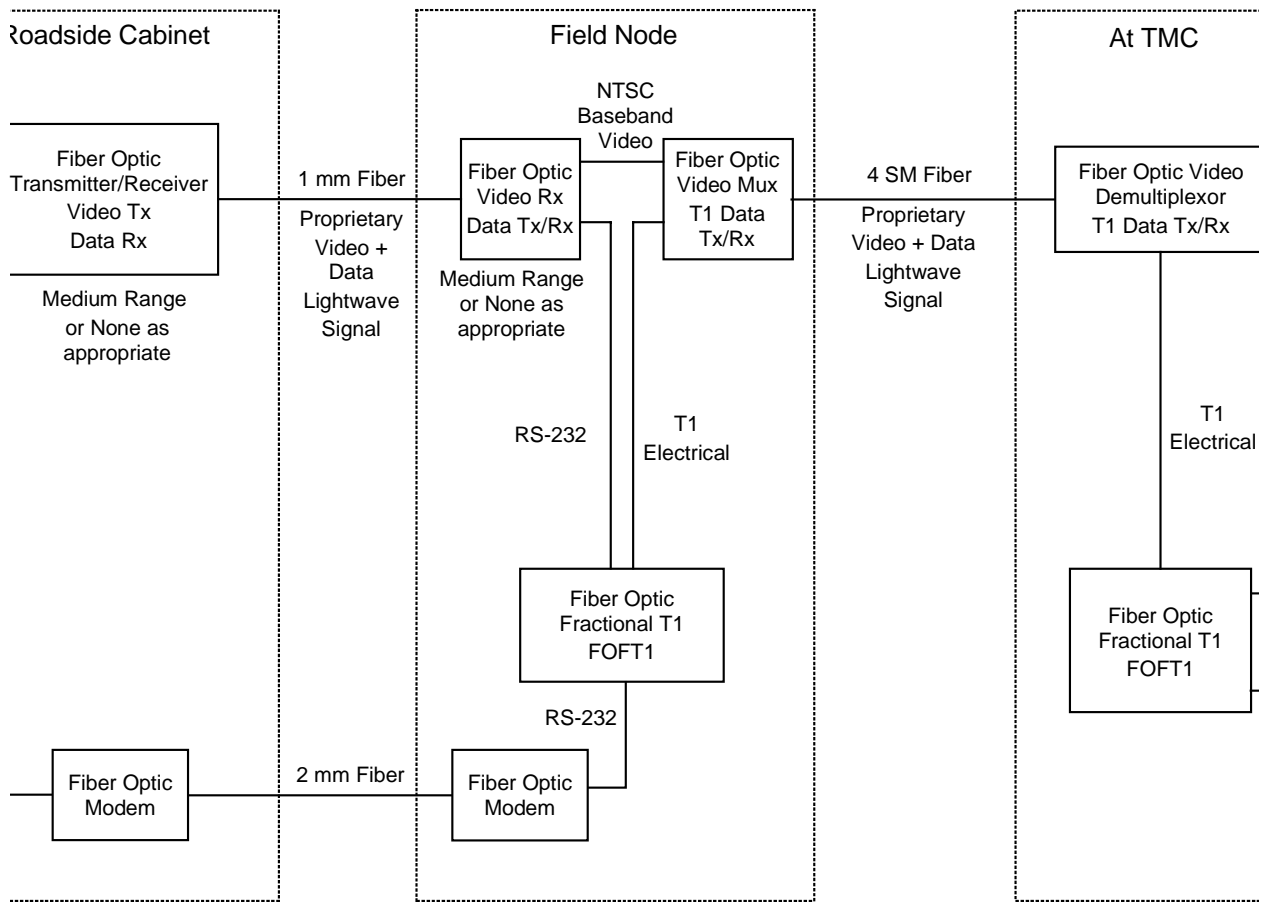 Roadside Cabinet
Field Node
At TMC
NTSC
Baseband
Video
Fiber Optic
Transmitter/Receiver
Video Tx
Data Rx
1 mm Fiber
Proprietary
Video +
Data
Lightwave
Signal
Fiber Optic
Video Rx
Data Tx/Rx
Fiber Optic
Video Mux
T1 Data
Tx/Rx
4 SM Fiber
Proprietary
Video + Data
Lightwave
Signal
Fiber Optic Video
Demultiplexor
T1 Data Tx/Rx
Medium Range
or None as
appropriate
Medium Range
or None as
appropriate
RS-232
T1
Electrical
T1
Electrical
Fiber Optic
Fractional T1
FOFT1
Fiber Optic
Fractional T1
FOFT1
RS-232
Fiber Optic
Modem
2 mm Fiber
Fiber Optic
Modem